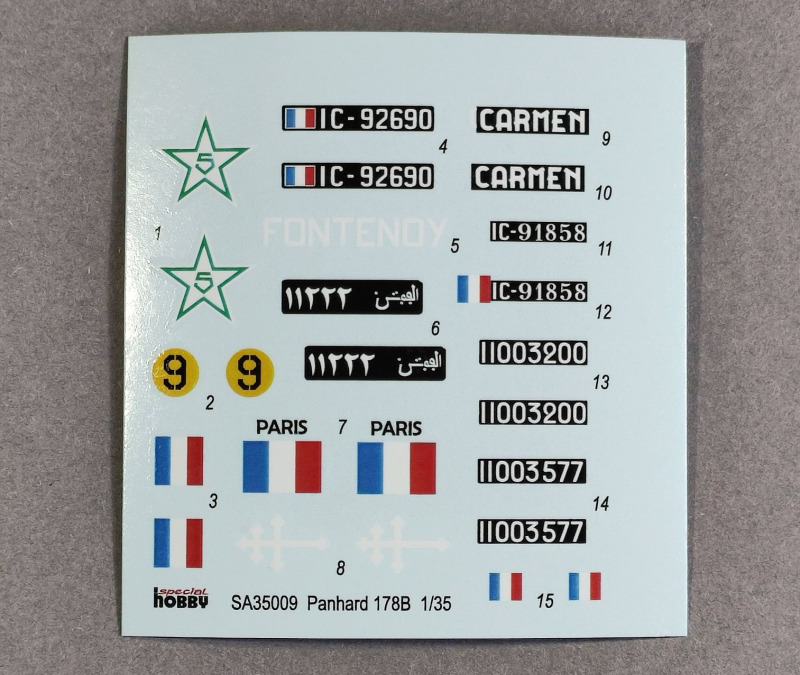 5
IC-92690
4
IC-92690
CARMEN
9
CARMEN
10
1
FONTENOY
5
IC-91858
11
5
IC-91858
12
١١٢٢٢
6
١١٢٢٢
11003200
13
11003200
9
9
2
PARIS
7
PARIS
3
11003577
14
11003577
8
15
special
HOBBY
SA35009 Panhard 178B 1/35